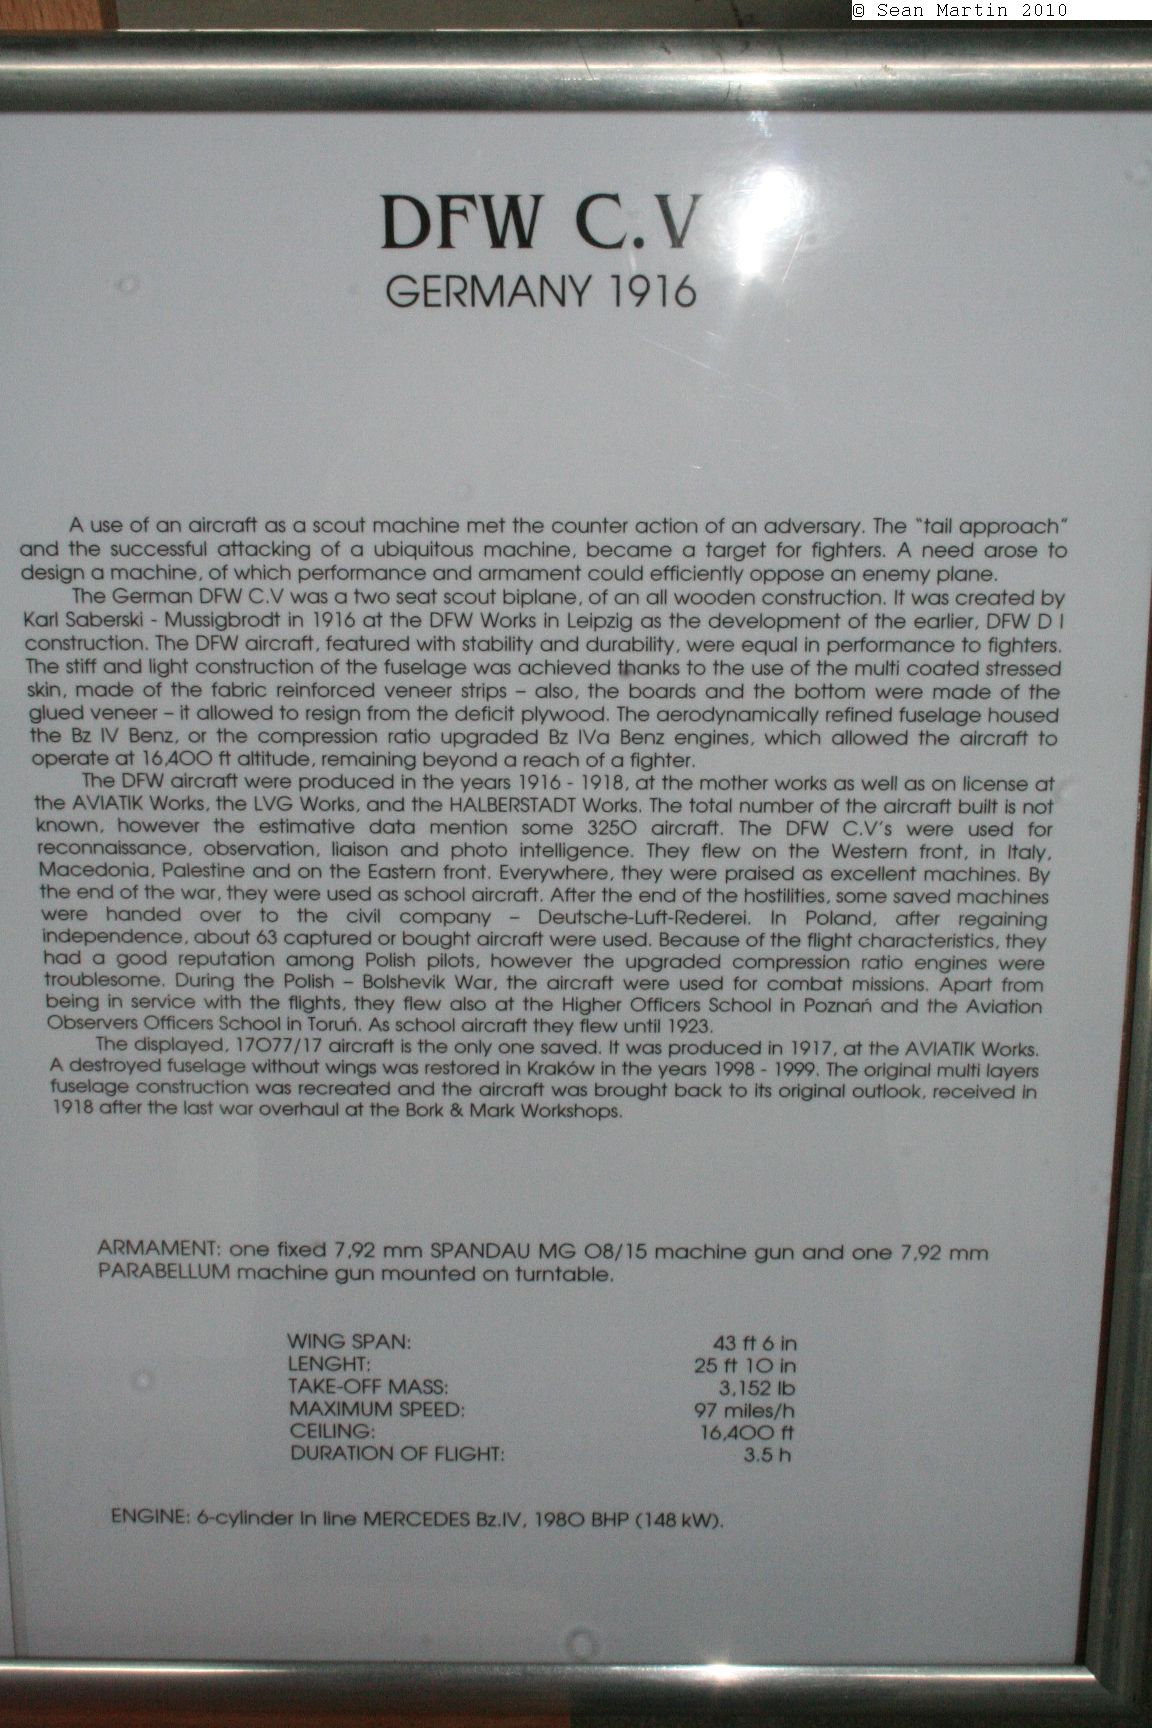 © Sean Martin 2010
DFW C.V
GERMANY 1916
A use of an aircraft as a scout machine met the counter action of an adversary. The "tail approach"
and the successful attacking of a ubiquitous machine, became a target for fighters. A need arose to
design a machine, of which performance and armament could efficiently oppose an enemy plane.
The German DFW C.V was a two seat scout biplane, of an all wooden construction. It was created by
Karl Saberski - Mussigbrodt in 1916 at the DFW Works in Leipzig as the development of the earlier, DFW D I
construction. The DFW aircraft, featured with stability and durability, were equal in performance to fighters.
The stiff and light construction of the fuselage was achieved thanks to the use of the multi coated stressed
skin, made of the fabric reinforced veneer strips – also, the boards and the bottom were made of the
glued veneer – it allowed to resign from the deficit plywood. The aerodynamically refined fuselage housed
the Bz IV Benz, or the compression ratio upgraded Bz IVa Benz engines, which allowed the aircraft to
operate at 16,400 ft altitude, remaining beyond a reach of a fighter.
The DFW aircraft were produced in the years 1916 - 1918, at the mother works as well as on license at
the AVIATIK Works, the LVG Works, and the HALBERSTADT Works. The total number of the aircraft built is not
known, however the estimative data mention some 3250 aircraft. The DFW C.V's were used for
reconnaissance, observation, liaison and photo intelligence. They flew on the Western front, in Italy,
Macedonia, Palestine and on the Eastern front. Everywhere, they were praised as excellent machines. By
the end of the war, they were used as school aircraft. After the end of the hostilities, some saved machines
were handed over to the civil company – Deutsche-Luft-Rederei. In Poland, after regaining
independence, about 63 captured or bought aircraft were used. Because of the flight characteristics, they
had a good reputation among Polish pilots, however the upgraded compression ratio engines were
troublesome. During the Polish – Bolshevik War, the aircraft were used for combat missions. Apart from
being in service with the flights, they flew also at the Higher Officers School in Poznań and the Aviation
Observers Officers School in Toruń. As school aircraft they flew until 1923.
The displayed, 17077/17 aircraft is the only one saved. It was produced in 1917, at the AVIATIK Works.
A destroyed fuselage without wings was restored in Kraków in the years 1998 - 1999. The original multi layers
fuselage construction was recreated and the aircraft was brought back to its original outlook, received in
1918 after the last war overhaul at the Bork & Mark Workshops.
ARMAMENT: one fixed 7,92 mm SPANDAU MG 08/15 machine gun and one 7,92 mm
PARABELLUM machine gun mounted on turntable.
WING SPAN: 43 ft 6 in
LENGHT: 25 ft 10 in
TAKE-OFF MASS: 3,152 lb
MAXIMUM SPEED: 97 miles/h
CEILING: 16,400 ft
DURATION OF FLIGHT: 3.5 h
ENGINE: 6-cylinder in line MERCEDES Bz.IV, 1980 BHP (148 kW).